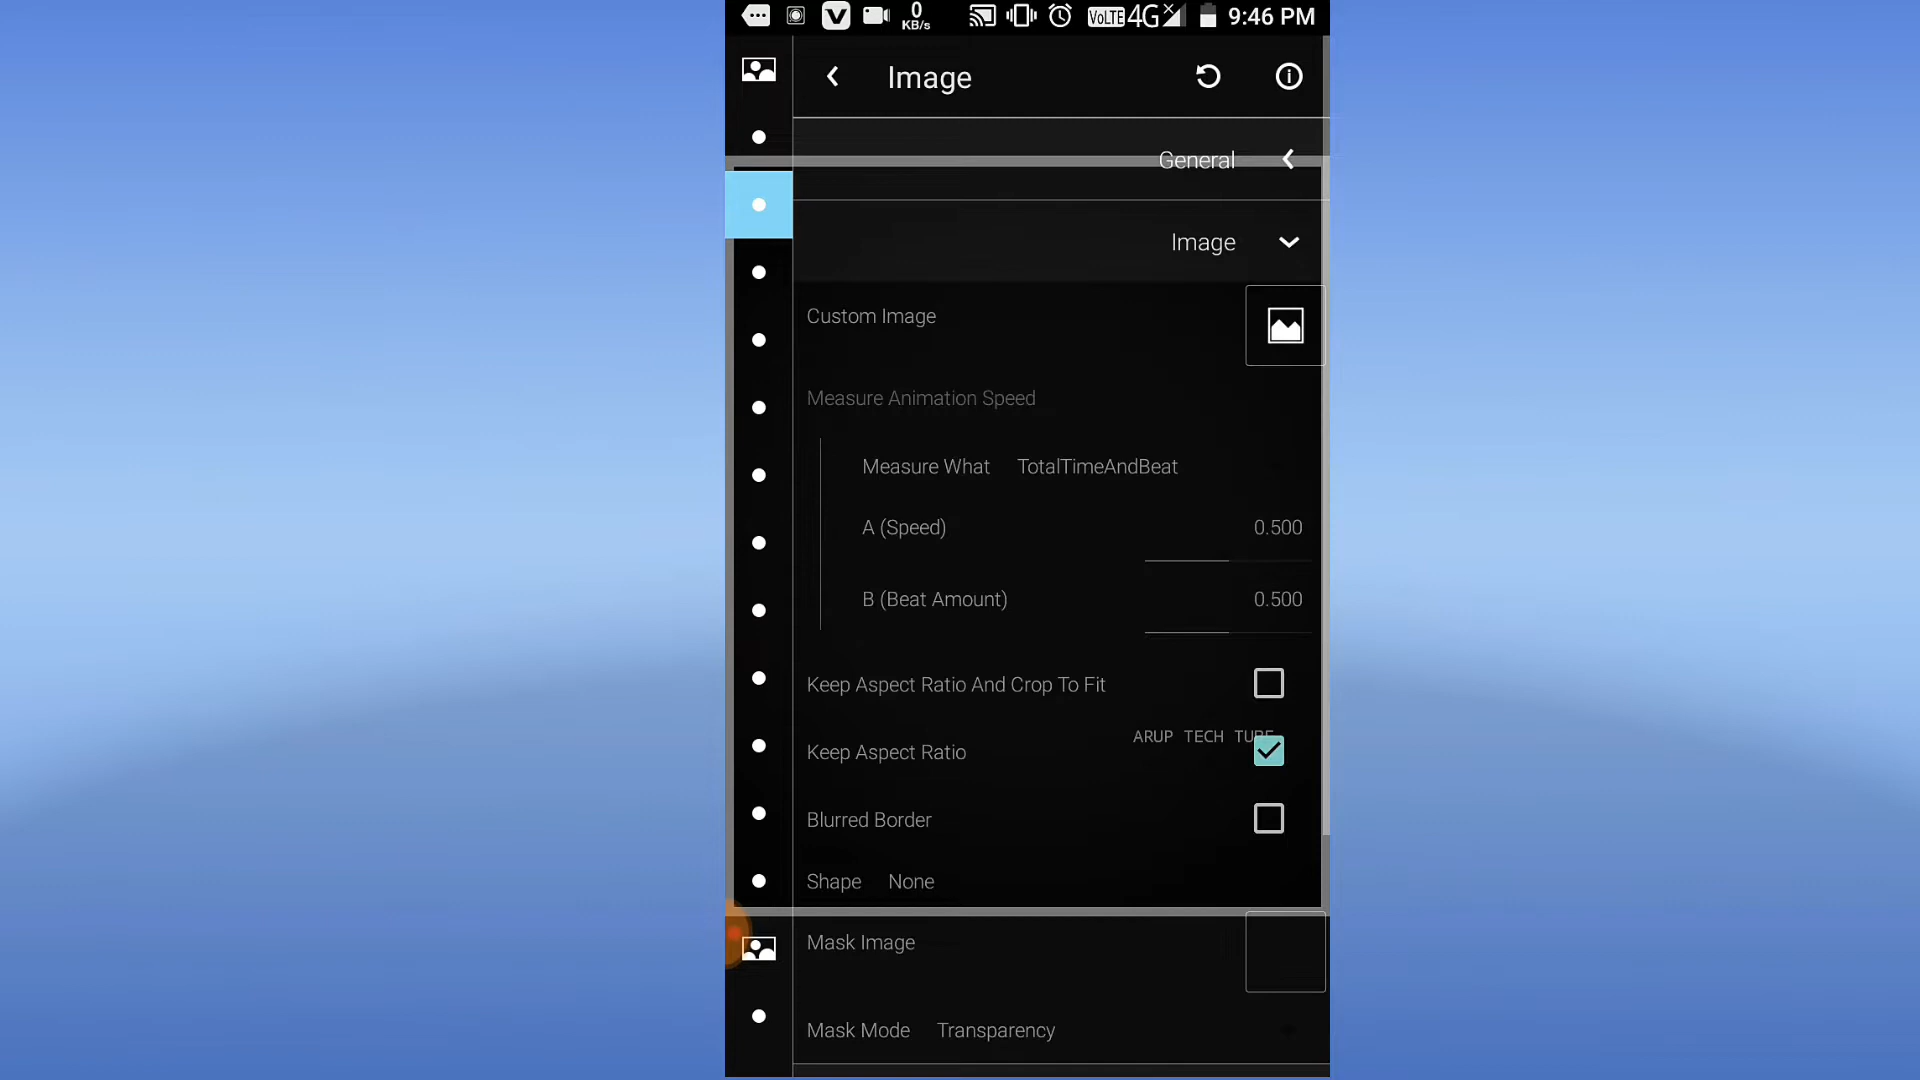 0
KB/s
VoLTE 4G 9:46 PM
Image
General
Image
Custom Image
Measure Animation Speed
Measure What TotalTimeAndBeat
A (Speed) 0.500
B (Beat Amount) 0.500
Keep Aspect Ratio And Crop To Fit
ARUP TECH TUBE
Keep Aspect Ratio
Blurred Border
Shape None
Mask Image
Mask Mode Transparency